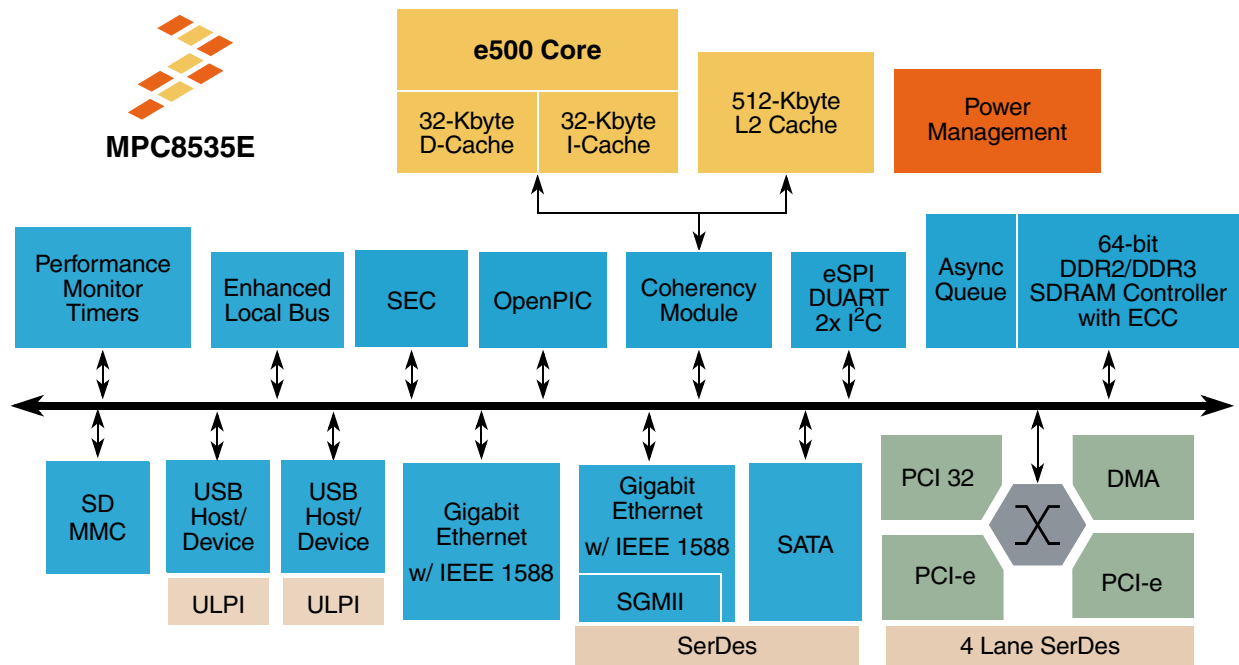 MPC8535E
e500 Core
32-Kbyte
D-Cache
32-Kbyte
I-Cache
512-Kbyte
L2 Cache
Power
Management
Performance
Monitor
Timers
Enhanced
Local Bus
SEC
OpenPIC
Coherency
Module
eSPI
DUART
2x I²C
Async
Queue
64-bit
DDR2/DDR3
SDRAM Controller
with ECC
SD
MMC
USB
Host/
Device
ULPI
USB
Host/
Device
ULPI
Gigabit
Ethernet
w/ IEEE 1588
Gigabit
Ethernet
w/ IEEE 1588
SGMII
SATA
SerDes
PCI 32
DMA
PCI-e
PCI-e
4 Lane SerDes